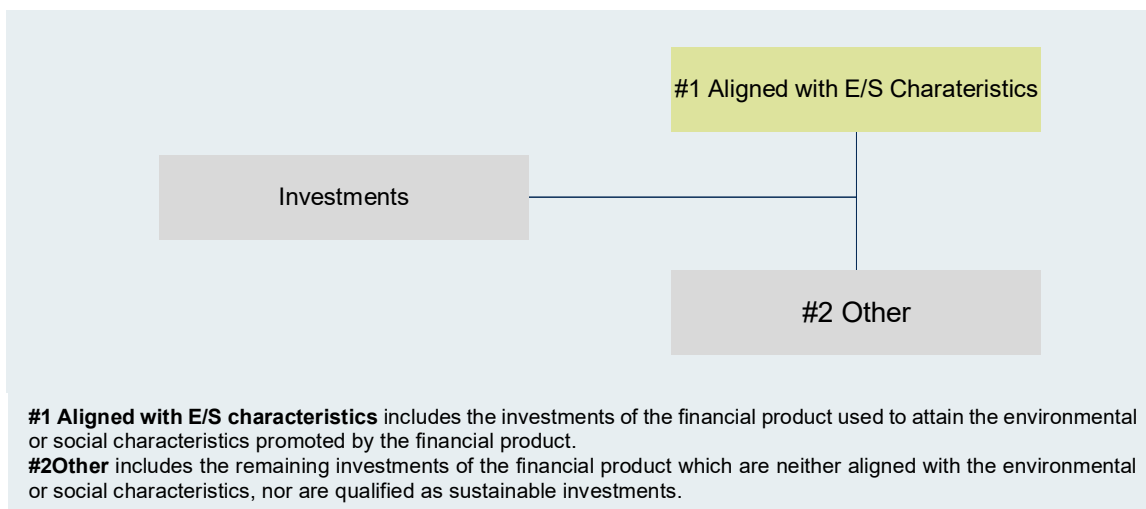 #1 Aligned with E/S Charateristics
Investments
#2 Other
#1 Aligned with E/S characteristics includes the investments of the financial product used to attain the environmental
or social characteristics promoted by the financial product.
#2Other includes the remaining investments of the financial product which are neither aligned with the environmental
or social characteristics, nor are qualified as sustainable investments.